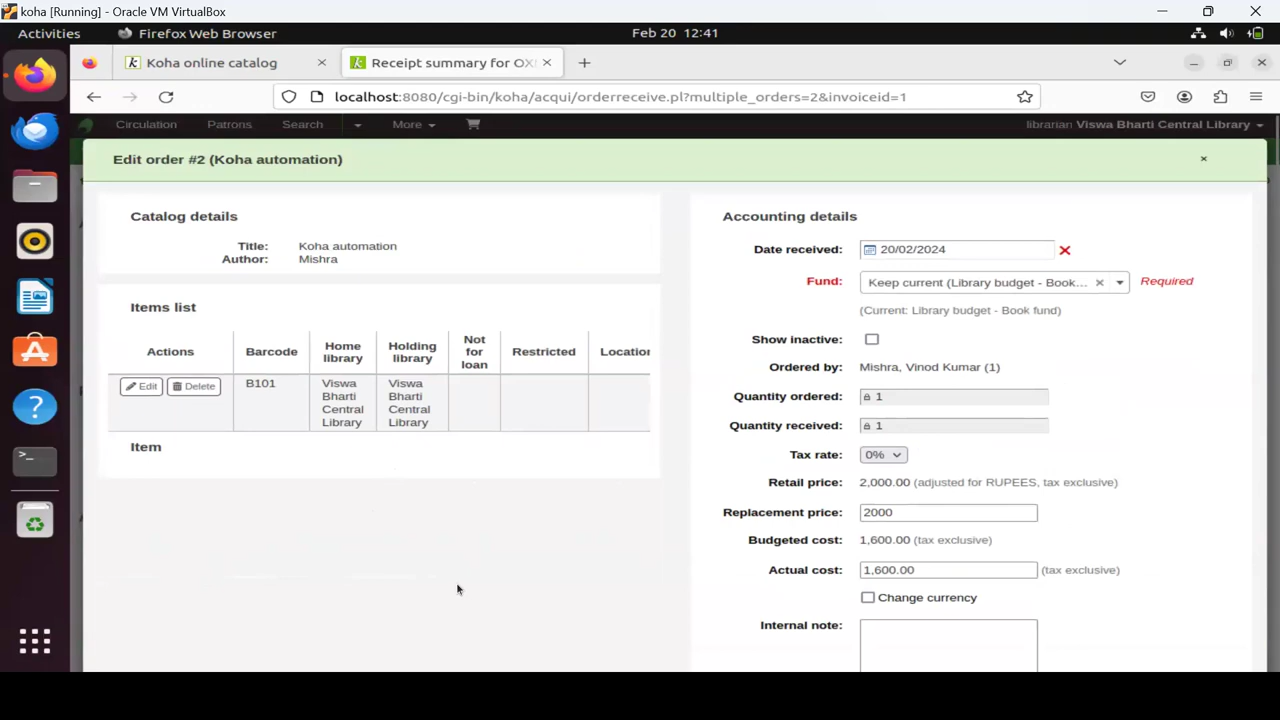 koha [Running] - Oracle VM VirtualBox
Activities Firefox Web Browser Feb 20 12:41
Koha online catalog Receipt summary for OX
localhost:8080/cgi-bin/koha/acqui/orderreceive.pl?multiple_orders=2&invoiceid=1
Circulation Patrons Search More librarian Viswa Bharti Central Library
Edit order #2 (Koha automation)
Catalog details
Title: Koha automation
Author: Mishra
Items list
Actions Barcode Home library Holding library Not for loan Restricted Location
Edit Delete B101 Viswa Bharti Central Library Viswa Bharti Central Library
Item
Accounting details
Date received: 20/02/2024
Fund: Keep current (Library budget - Book... Required
(Current: Library budget - Book fund)
Show inactive:
Ordered by: Mishra, Vinod Kumar (1)
Quantity ordered: 1
Quantity received: 1
Tax rate: 0%
Retail price: 2,000.00 (adjusted for RUPEES, tax exclusive)
Replacement price: 2000
Budgeted cost: 1,600.00 (tax exclusive)
Actual cost: 1,600.00 (tax exclusive)
Change currency
Internal note: